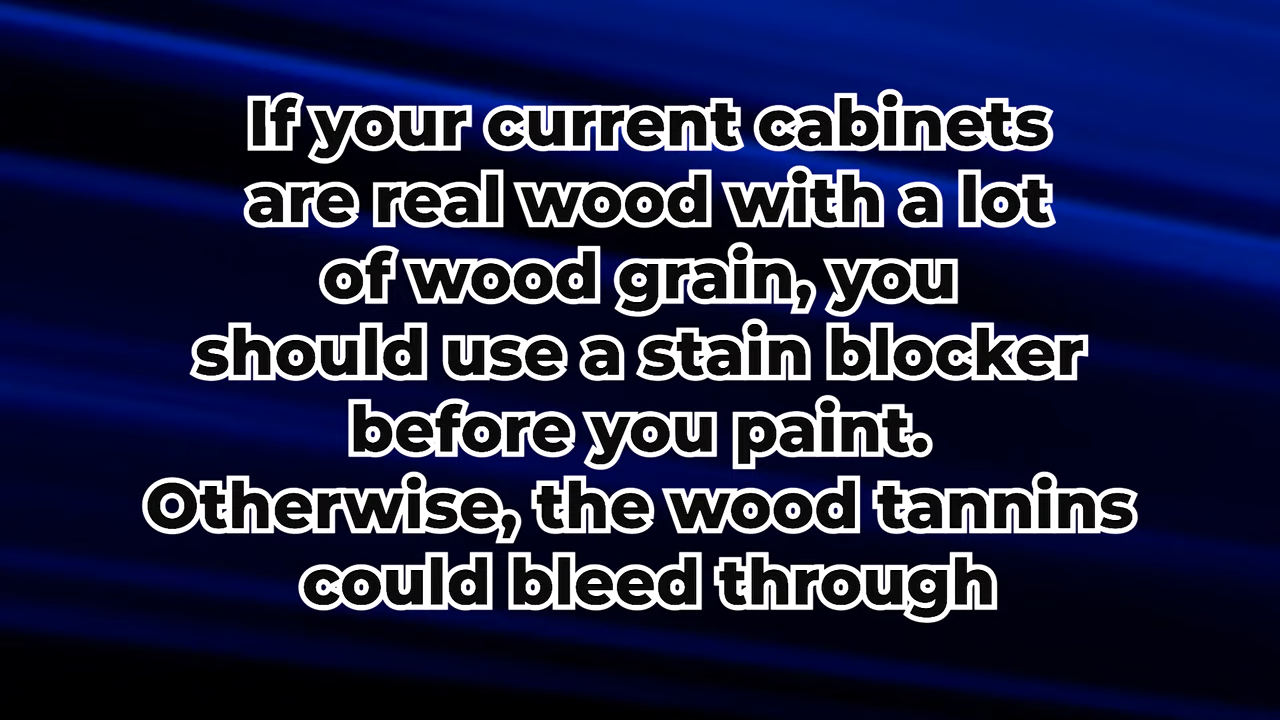 If your current cabinets
are real wood with a lot
of wood grain, you
should use a stain blocker
before you paint.
Otherwise, the wood tannins
could bleed through